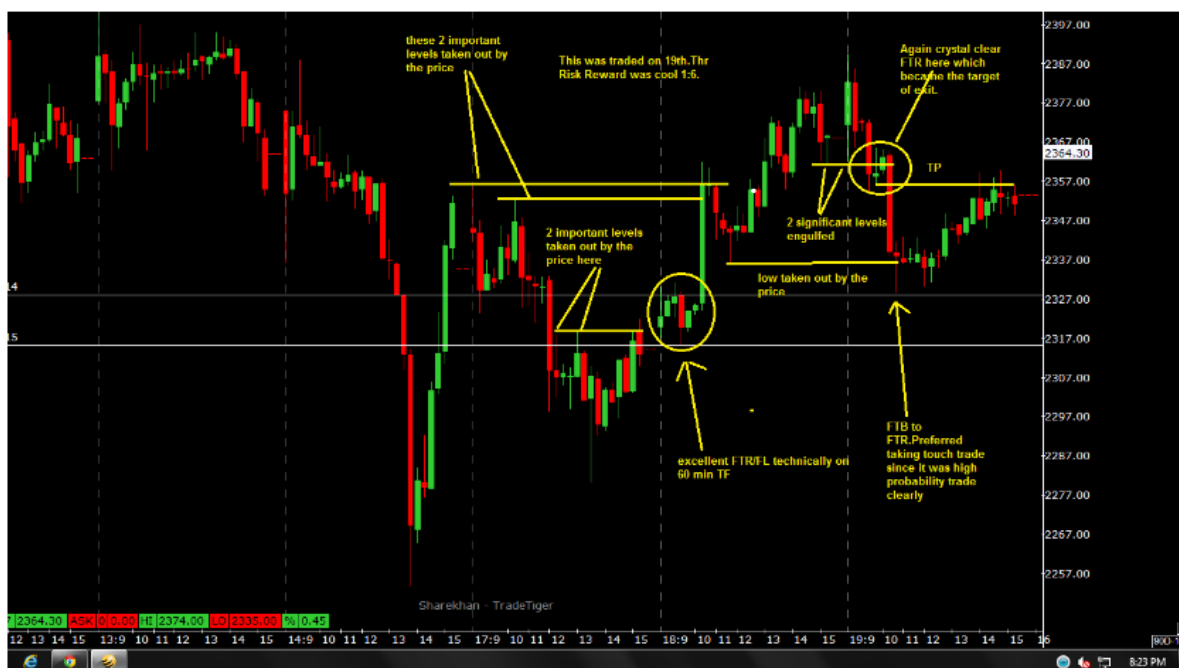 2397.00
2387.00
2377.00
2367.00
2364.30
2357.00
2347.00
2337.00
2327.00
2317.00
2307.00
2297.00
2287.00
2277.00
2267.00
2257.00
these 2 important
levels taken out by
the price
This was traded on 19th.Thr
Risk Reward was cool 1:6.
Again crystal clear
FTR here which
became the target
of exit.
TP
2 significant levels
engulfed
2 important levels
taken out by the
price here
low taken out by the
price
14
15
excellent FTR/FL technically on
60 min TF
FTB to
FTR.Preferred
taking touch trade
since it was high
probability trade
clearly
Sharekhan - TradeTiger
2364.30 ASK 0 0.00 HI 2374.00 LO 2335.00 % 0.45
12 13 14 15 13:9 10 11 12 13 14 15 14:9 10 11 12 13 14 15 17:9 10 11 12 13 14 15 18:9 10 11 12 13 14 15 19:9 10 11 12 13 14 15 16
8:23 PM